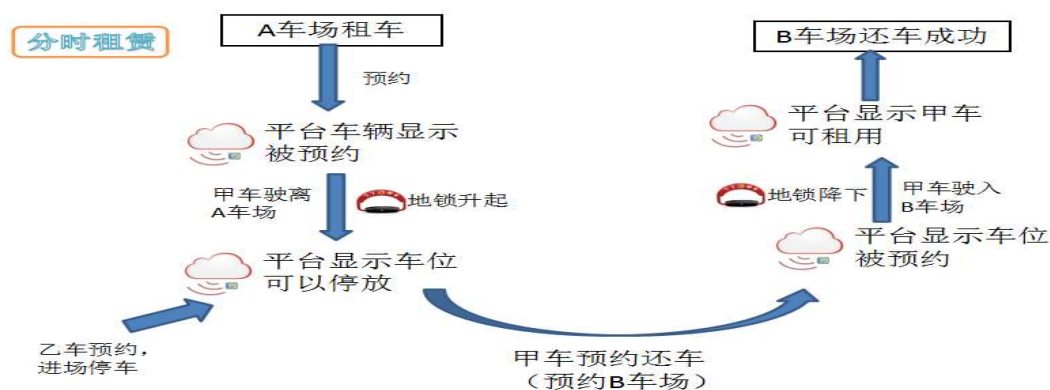 分时租赁
A车场租车
预约
平台车辆显示
被预约
甲车驶离
A车场
地锁升起
平台显示车位
可以停放
乙车预约，
进场停车
甲车预约还车
（预约B车场）
平台显示车位
被预约
地锁降下
甲车驶入
B车场
平台显示甲车
可租用
B车场还车成功